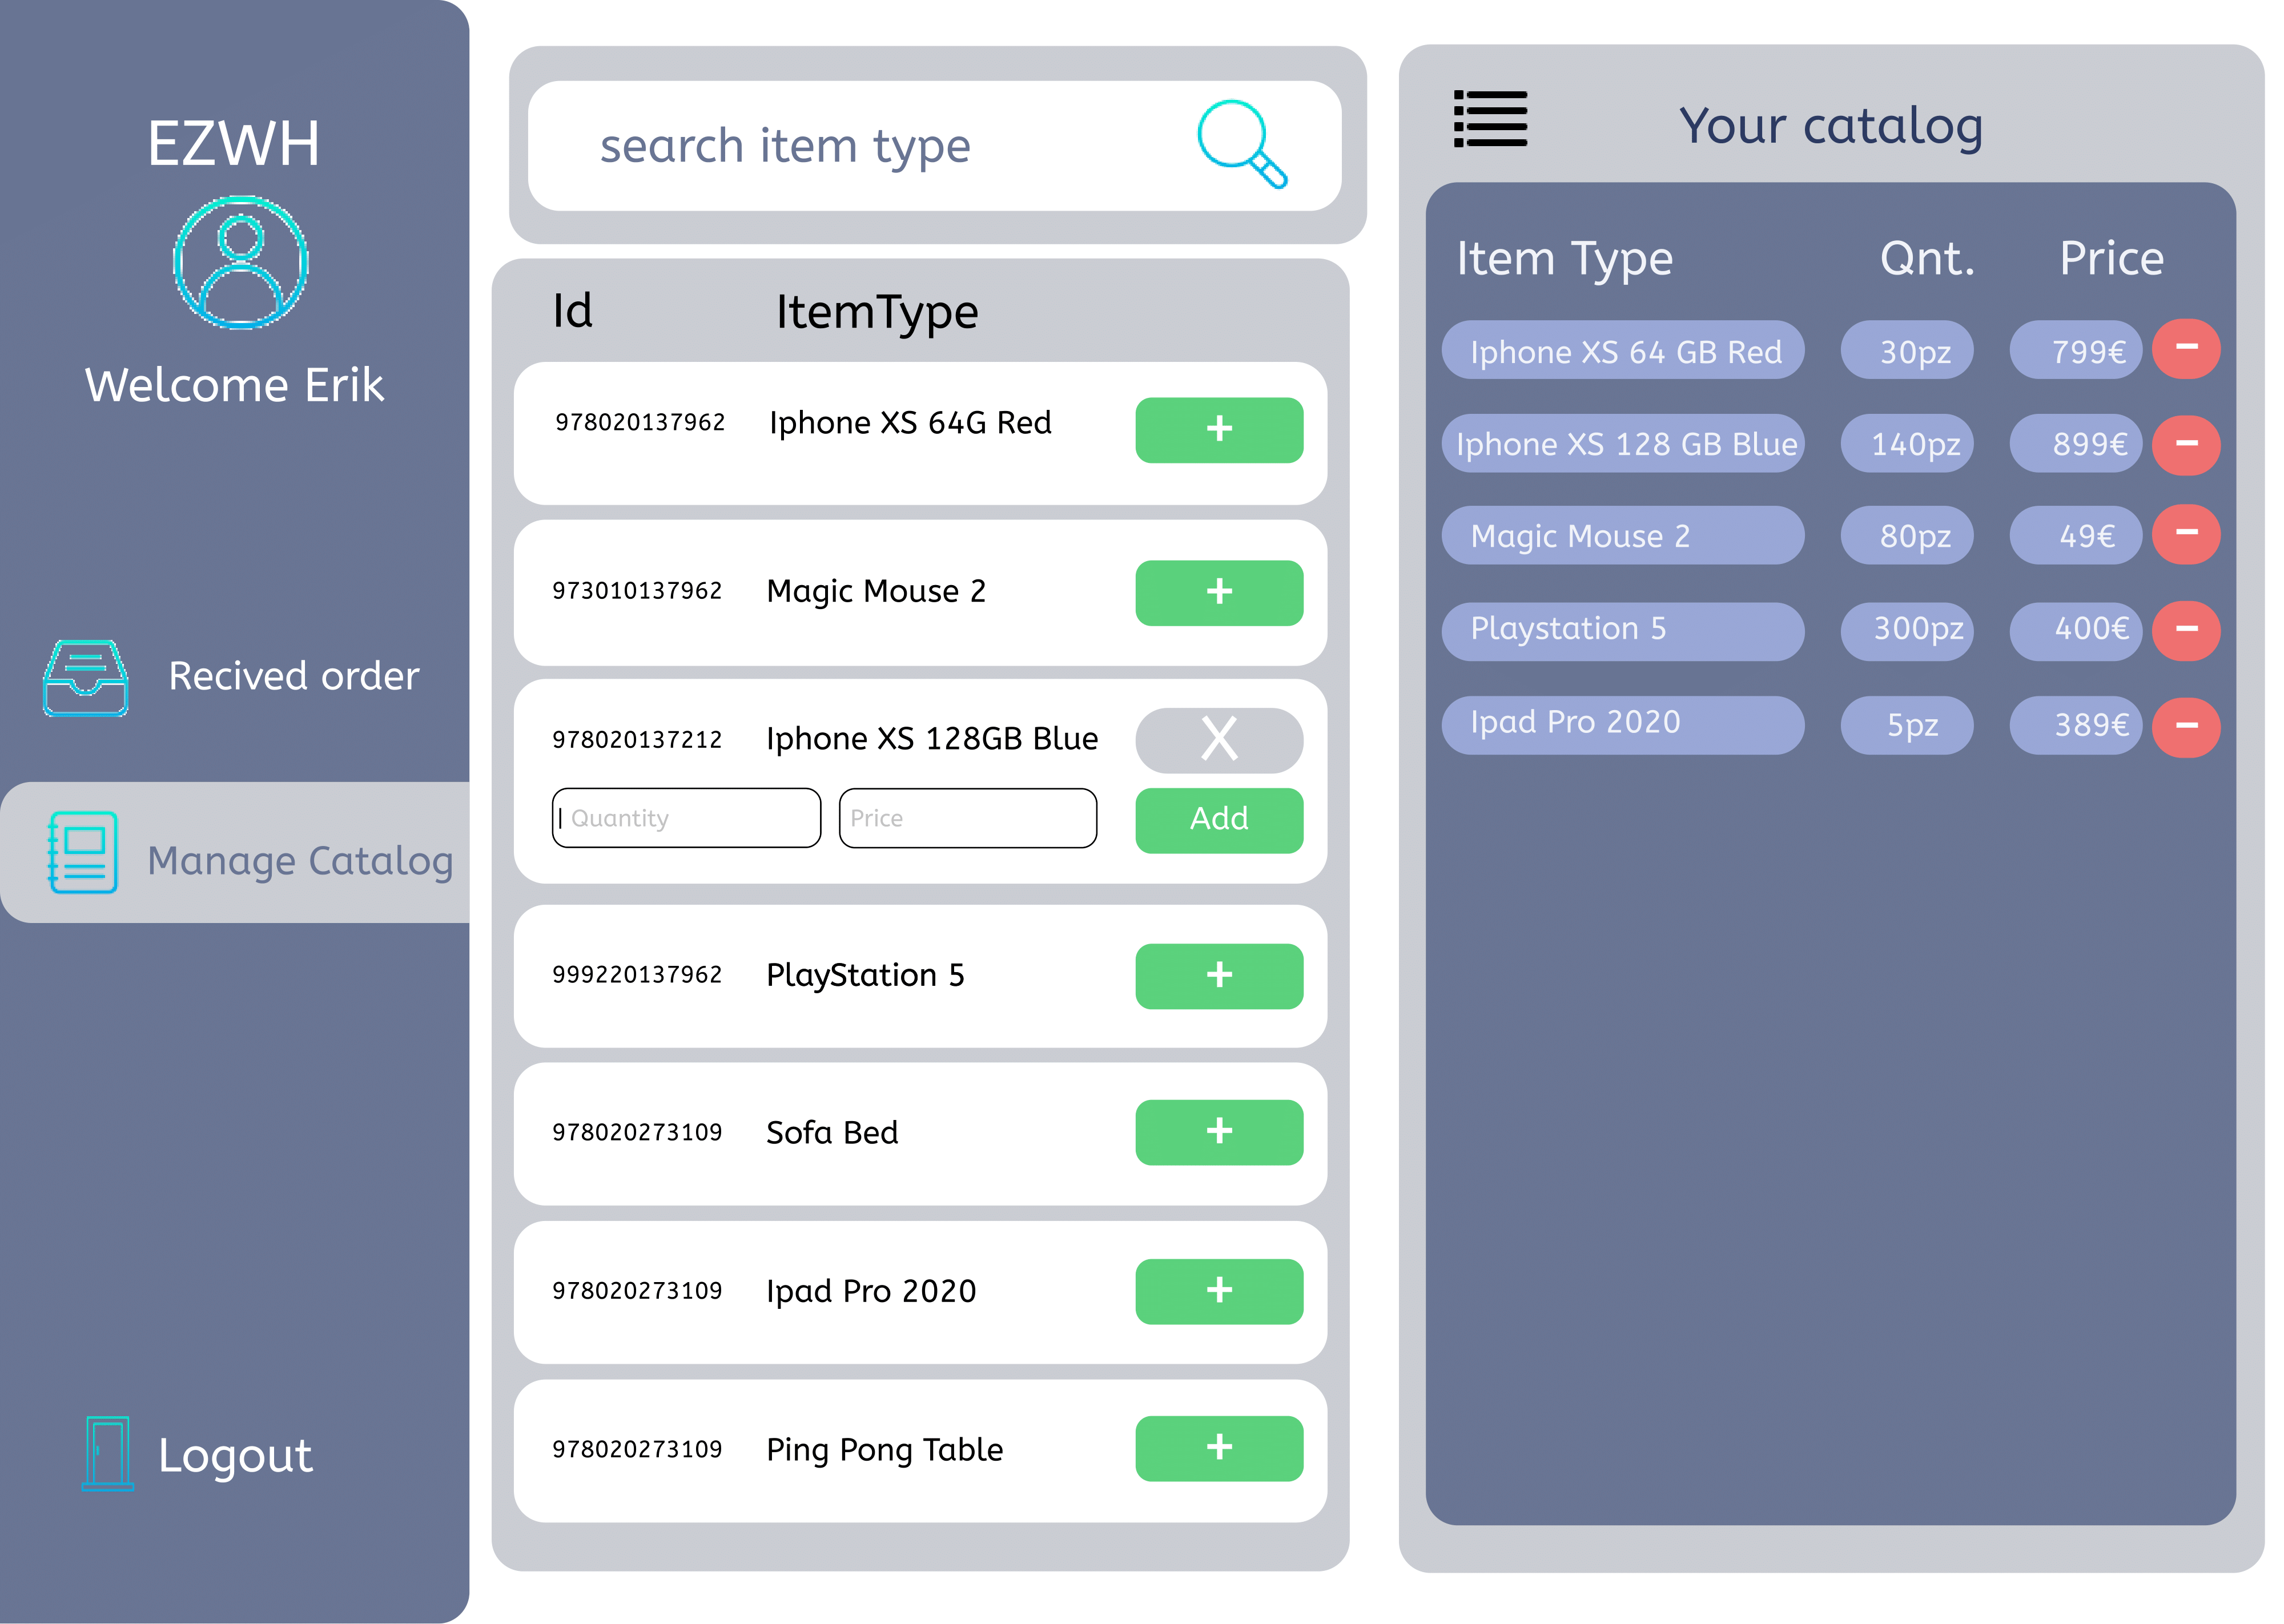 EZWH
Welcome Erik
Recived order
Manage Catalog
Logout
search item type
Id ItemType
978020137962 Iphone XS 64G Red +
973010137962 Magic Mouse 2 +
978020137212 Iphone XS 128GB Blue X
Quantity Price Add
999220137962 PlayStation 5 +
978020273109 Sofa Bed +
978020273109 Ipad Pro 2020 +
978020273109 Ping Pong Table +
Your catalog
Item Type Qnt. Price
Iphone XS 64 GB Red 30pz 799€ -
Iphone XS 128 GB Blue 140pz 899€ -
Magic Mouse 2 80pz 49€ -
Playstation 5 300pz 400€ -
Ipad Pro 2020 5pz 389€ -